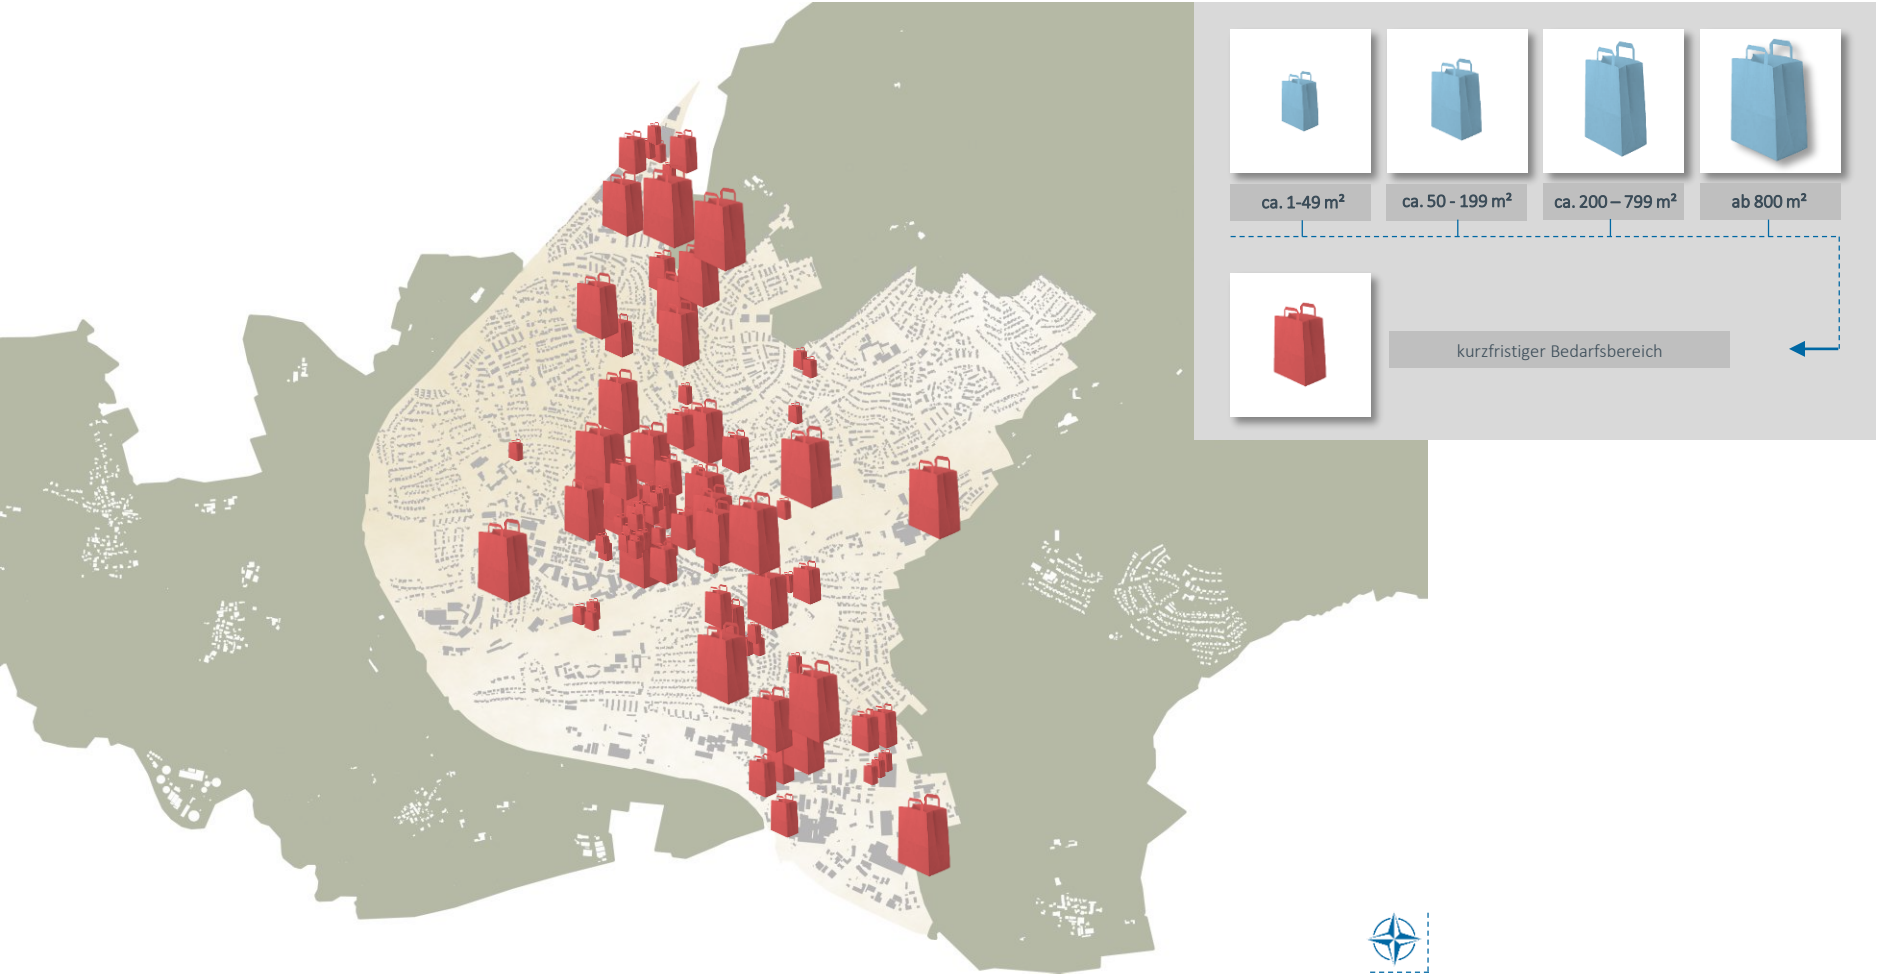 ca. 1-49 m²
ca. 50 - 199 m²
ca. 200 – 799 m²
ab 800 m²
kurzfristiger Bedarfsbereich